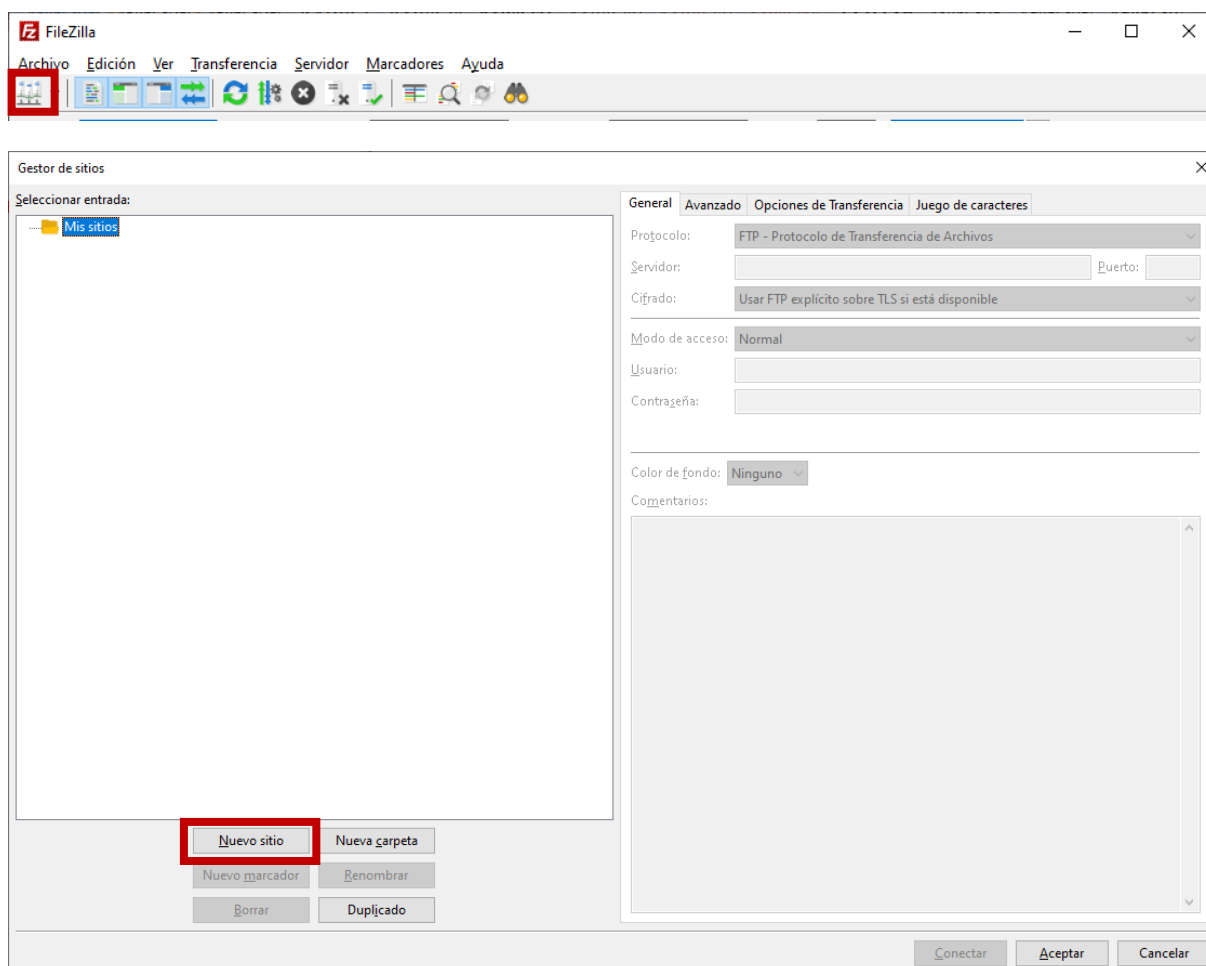 FileZilla
Archivo Edición Ver Transferencia Servidor Marcadores Ayuda
Gestor de sitios
Seleccionar entrada:
Mis sitios
General Avanzado Opciones de Transferencia Juego de caracteres
Protocolo: FTP - Protocolo de Transferencia de Archivos
Servidor: Puerto:
Cifrado: Usar FTP explícito sobre TLS si está disponible
Modo de acceso: Normal
Usuario:
Contraseña:
Color de fondo: Ninguno
Comentarios:
Nuevo sitio Nueva carpeta
Nuevo marcador Renombrar
Borrar Duplicado
Conectar Aceptar Cancelar